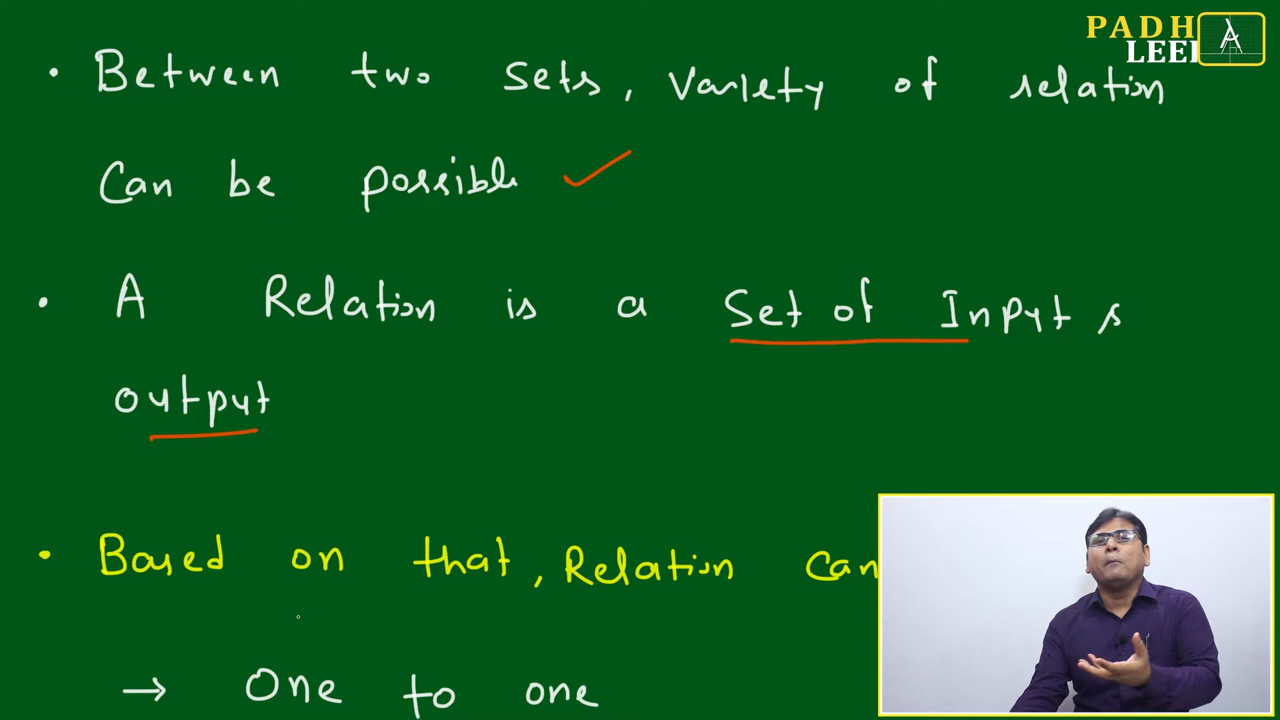 PADH
LEE
• Between two sets, variety of relation
Can be possible ✓
• A Relation is a Set of Input s
output
• Based on that, Relation can
→ One to one